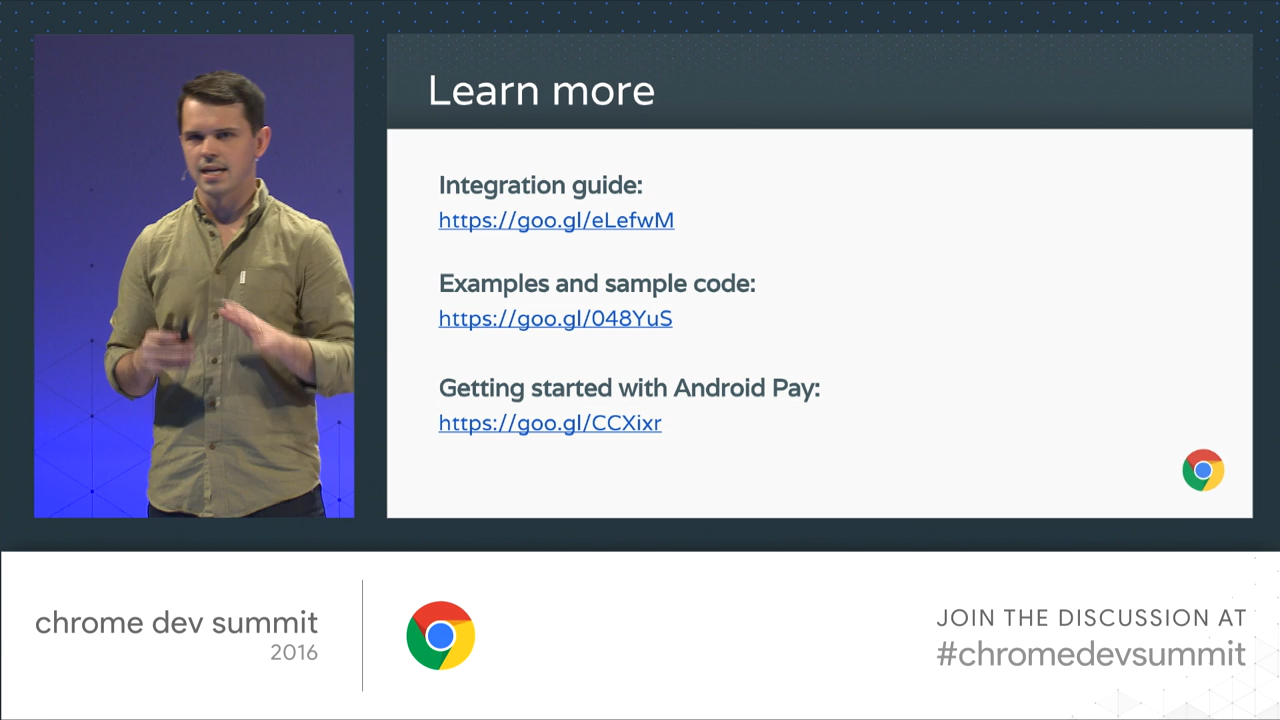 Learn more
Integration guide:
https://goo.gl/eLefwM
Examples and sample code:
https://goo.gl/048YuS
Getting started with Android Pay:
https://goo.gl/CCXixr
chrome dev summit
2016
JOIN THE DISCUSSION AT
#chromedevsummit